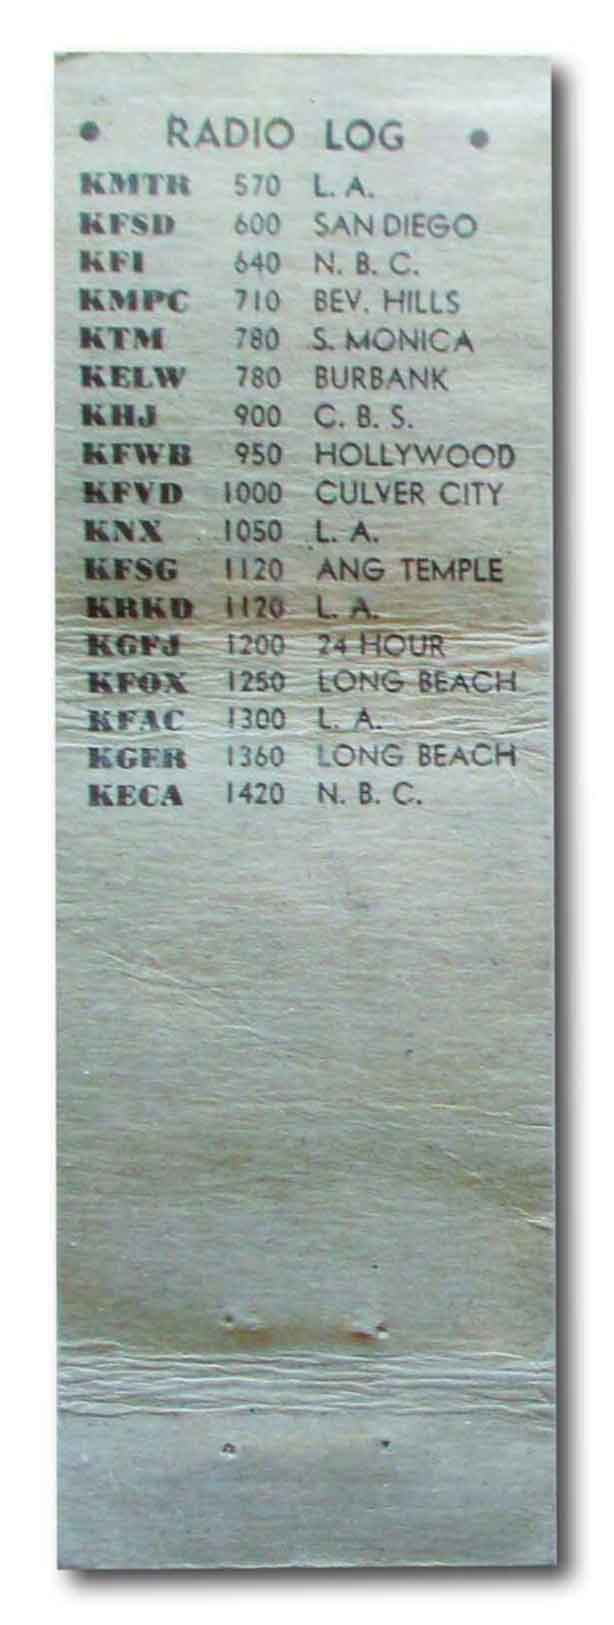 • RADIO LOG •
KMTR 570 L. A.
KFSD 600 SAN DIEGO
KFI 640 N. B. C.
KMPC 710 BEV. HILLS
KTM 780 S. MONICA
KELW 780 BURBANK
KHJ 900 C. B. S.
KFWB 950 HOLLYWOOD
KFVD 1000 CULVER CITY
KNX 1050 L. A.
KFSG 1120 ANG TEMPLE
KRKD 1120 L. A.
KGFJ 1200 24 HOUR
KFOX 1250 LONG BEACH
KFAC 1300 L. A.
KGER 1360 LONG BEACH
KECA 1420 N. B. C.